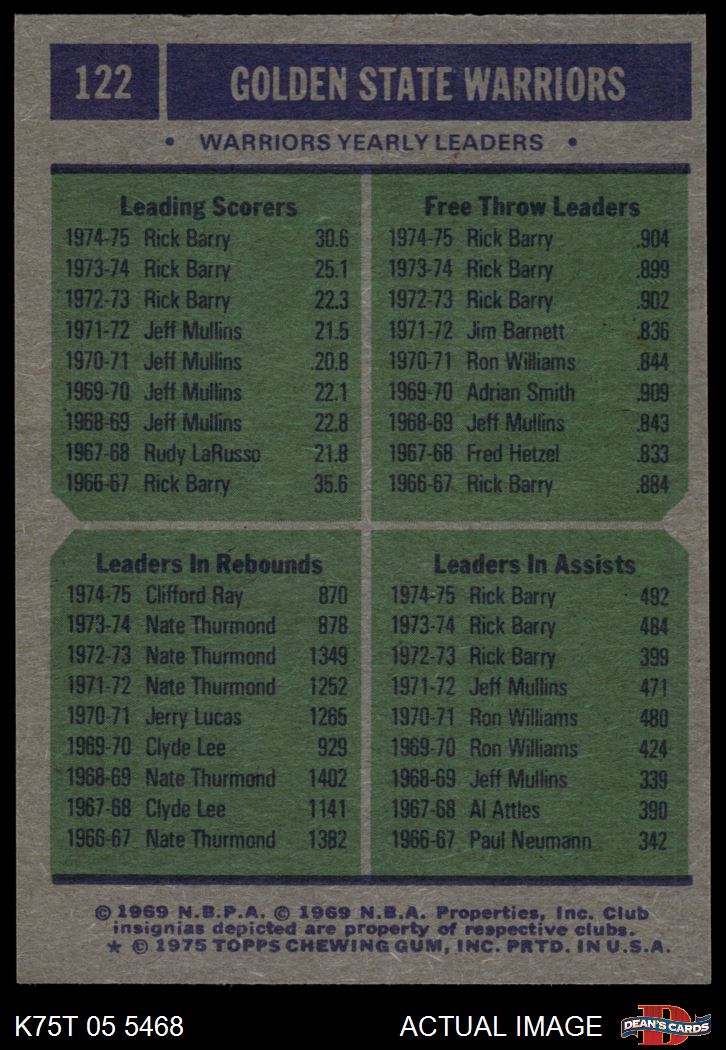 122 GOLDEN STATE WARRIORS
• WARRIORS YEARLY LEADERS •
Leading Scorers
1974-75 Rick Barry 30.6
1973-74 Rick Barry 25.1
1972-73 Rick Barry 22.3
1971-72 Jeff Mullins 21.5
1970-71 Jeff Mullins 20.8
1969-70 Jeff Mullins 22.1
1968-69 Jeff Mullins 22.8
1967-68 Rudy LaRusso 21.8
1966-67 Rick Barry 35.6
Free Throw Leaders
1974-75 Rick Barry .904
1973-74 Rick Barry .899
1972-73 Rick Barry .902
1971-72 Jim Barnett .836
1970-71 Ron Williams .844
1969-70 Adrian Smith .909
1968-69 Jeff Mullins .843
1967-68 Fred Hetzel .833
1966-67 Rick Barry .884
Leaders In Rebounds
1974-75 Clifford Ray 870
1973-74 Nate Thurmond 878
1972-73 Nate Thurmond 1349
1971-72 Nate Thurmond 1252
1970-71 Jerry Lucas 1265
1969-70 Clyde Lee 929
1968-69 Nate Thurmond 1402
1967-68 Clyde Lee 1141
1966-67 Nate Thurmond 1382
Leaders In Assists
1974-75 Rick Barry 492
1973-74 Rick Barry 484
1972-73 Rick Barry 399
1971-72 Jeff Mullins 471
1970-71 Ron Williams 480
1969-70 Ron Williams 424
1968-69 Jeff Mullins 339
1967-68 Al Attles 390
1966-67 Paul Neumann 342
© 1969 N.B.P.A. © 1969 N.B.A. Properties, Inc. Club
insignias depicted are property of respective clubs.
★ © 1975 TOPPS CHEWING GUM, INC. PRTD. IN U.S.A.
K75T 05 5468 ACTUAL IMAGE DEAN'S CARDS